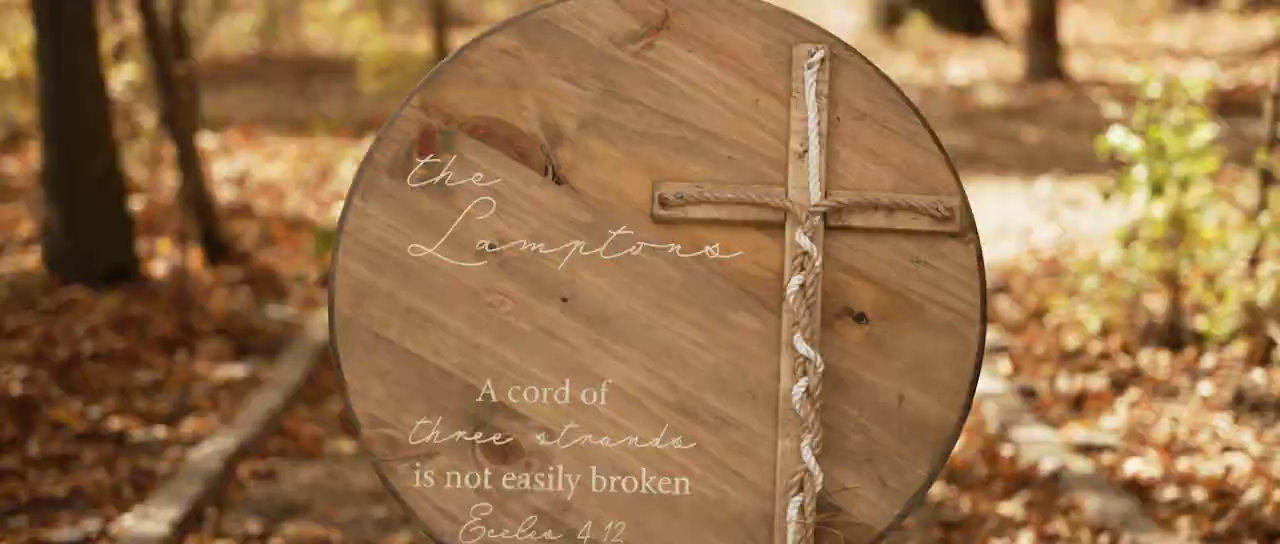 the
Lamptons
A cord of
three strands
is not easily broken
Eccles 4:12